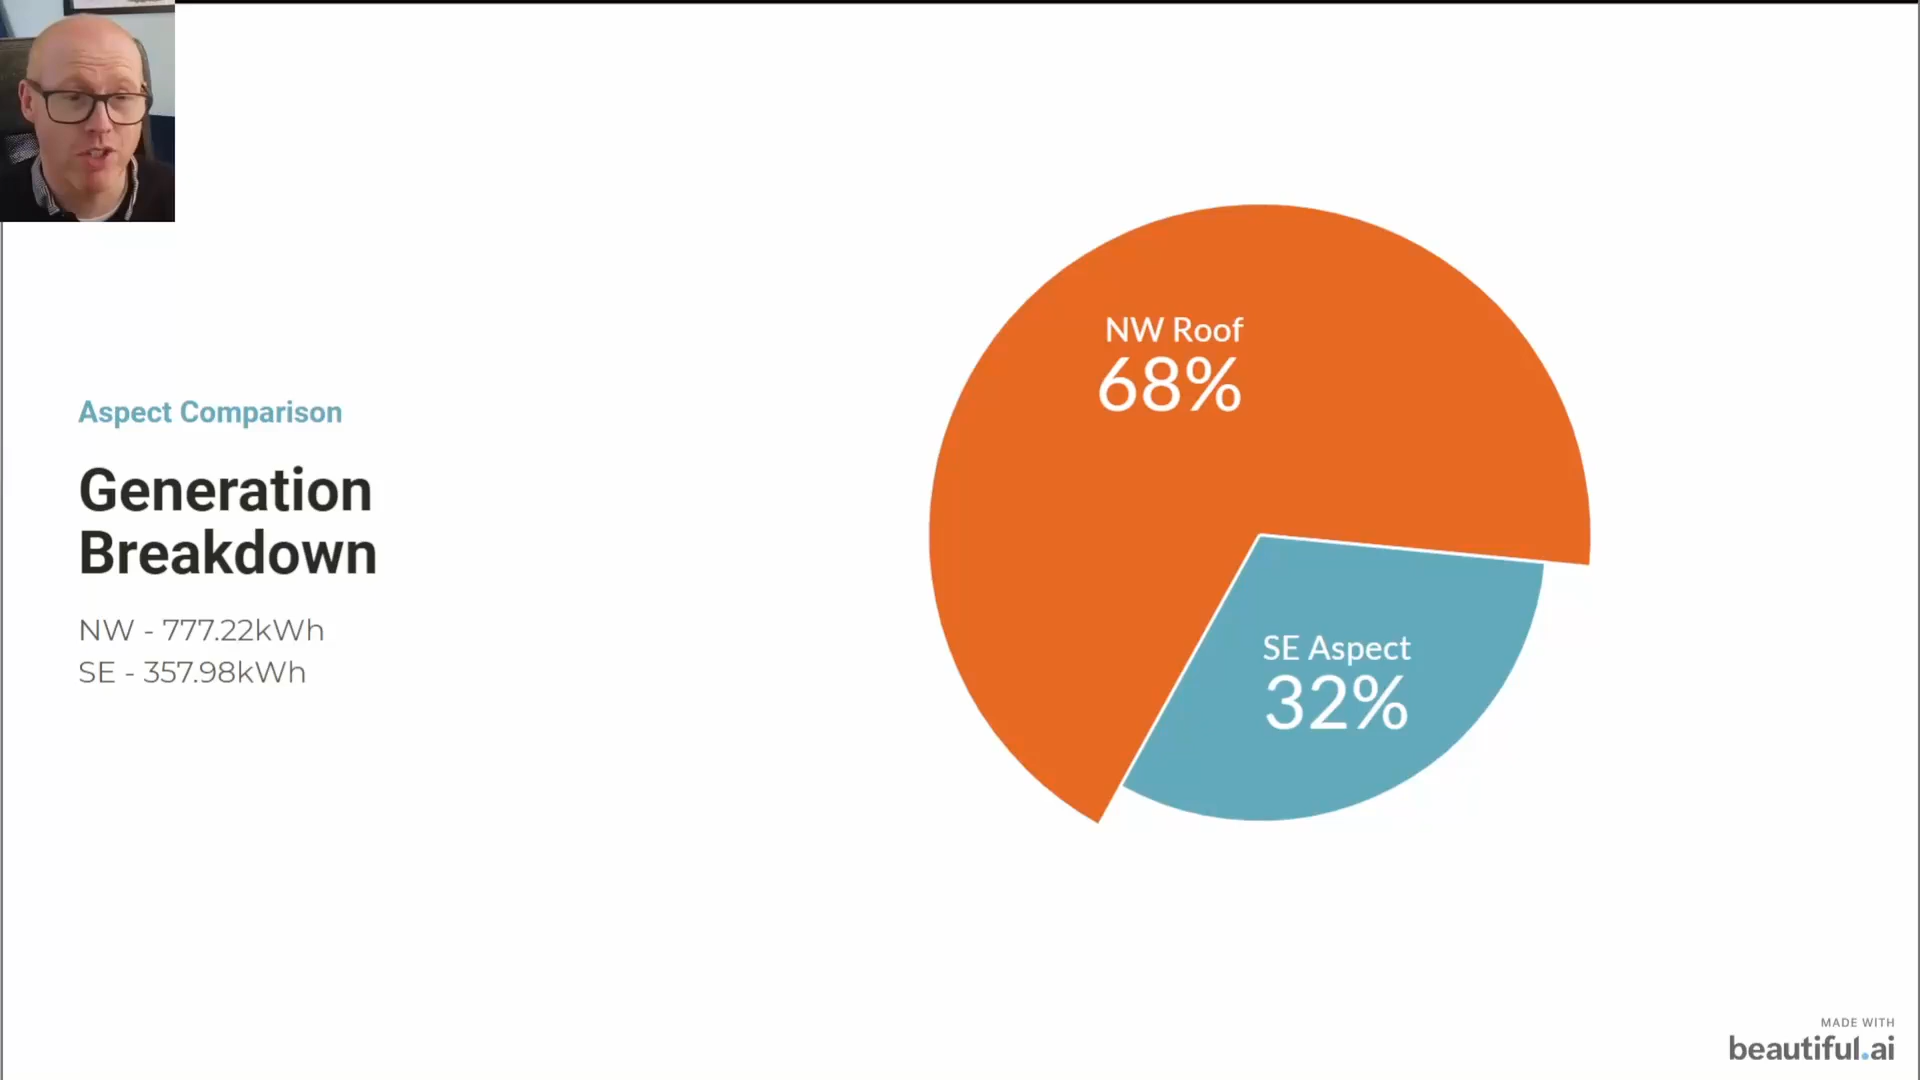 Aspect Comparison
Generation
Breakdown
NW - 777.22kWh
SE - 357.98kWh
NW Roof
68%
SE Aspect
32%
MADE WITH
beautiful.ai